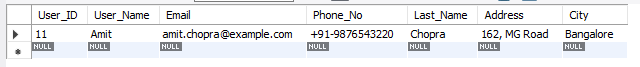 User_ID User_Name Email Phone_No Last_Name Address City
11 Amit amit.chopra@example.com +91-9876543220 Chopra 162, MG Road Bangalore
NULL NULL NULL NULL NULL NULL NULL